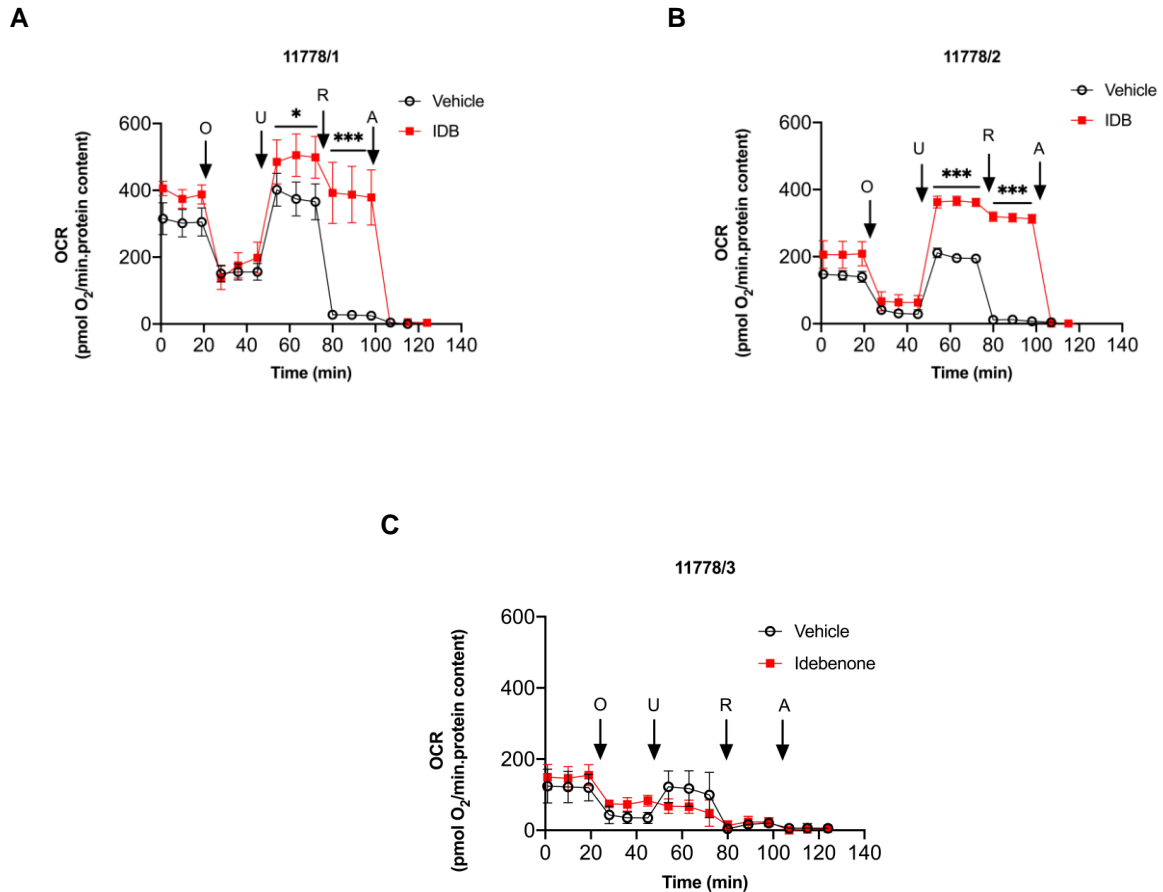 A
11778/1
Vehicle
IDB
O
U
*
R
***
A
600
400
200
0
OCR
(pmol O₂/min.protein content)
0 20 40 60 80 100 120 140
Time (min)
B
11778/2
Vehicle
IDB
O
U
***
R
***
A
600
400
200
0
OCR
(pmol O₂/min.protein content)
0 20 40 60 80 100 120 140
Time (min)
C
11778/3
Vehicle
Idebenone
O U R A
600
400
200
0
OCR
(pmol O₂/min.protein content)
0 20 40 60 80 100 120 140
Time (min)